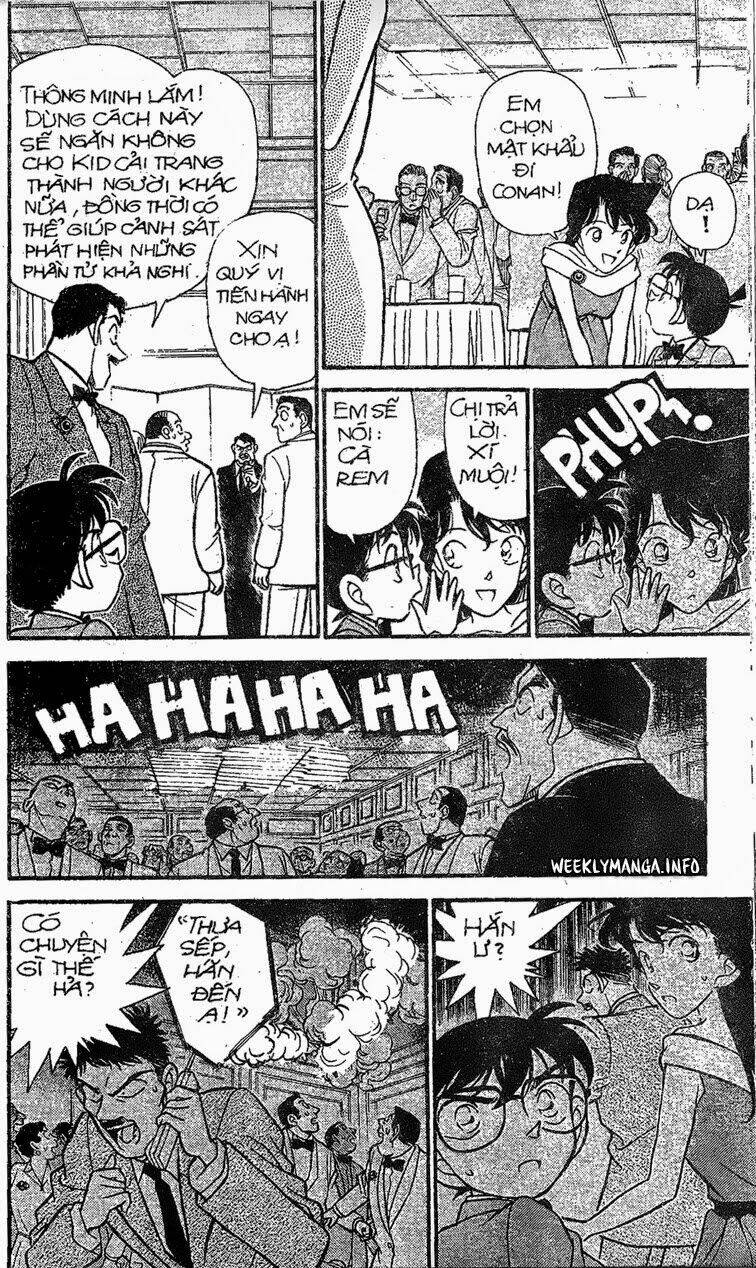 THÔNG MINH LẮM!
DÙNG CÁCH NÀY
SẼ NGĂN KHÔNG
CHO KID CẢI TRANG
THÀNH NGƯỜI KHÁC
NỮA, ĐỒNG THỜI CÓ
THỂ GIÚP CẢNH SÁT
PHÁT HIỆN NHỮNG
PHẦN TỬ KHẢ NGHI.
XIN
QUÝ VỊ
TIẾN HÀNH
NGAY
CHO Ạ!
EM
CHỌN
MẬT KHẨU
ĐI
CONAN!
DẠ
!
EM SẼ
NÓI:
CÀ
REM
CHỊ TRẢ
LỜI
XÍ
MUỘI!
PHỤP!
HA HA HA HA
WEEKLYMANGA.INFO
CÓ
CHUYỆN
GÌ THẾ
HẢ?
"THƯA
SẾP,
HẮN
ĐẾN
Ạ!"
HẮN
Ư?